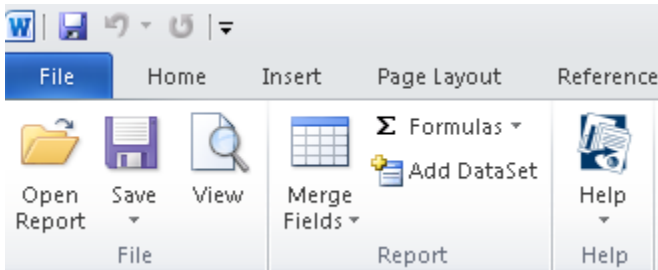 W
File Home Insert Page Layout Reference
Σ Formulas
Add DataSet
Open Report
Save
View
Merge Fields
Help
File Report Help